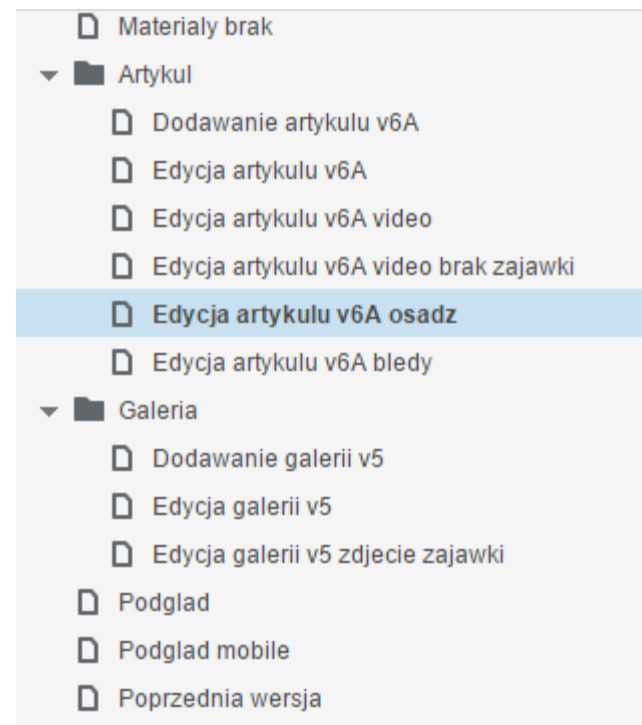 Materialy brak
Artykul
Dodawanie artykulu v6A
Edycja artykulu v6A
Edycja artykulu v6A video
Edycja artykulu v6A video brak zajawki
Edycja artykulu v6A osadz
Edycja artykulu v6A bledy
Galeria
Dodawanie galerii v5
Edycja galerii v5
Edycja galerii v5 zdjecie zajawki
Podglad
Podglad mobile
Poprzednia wersja